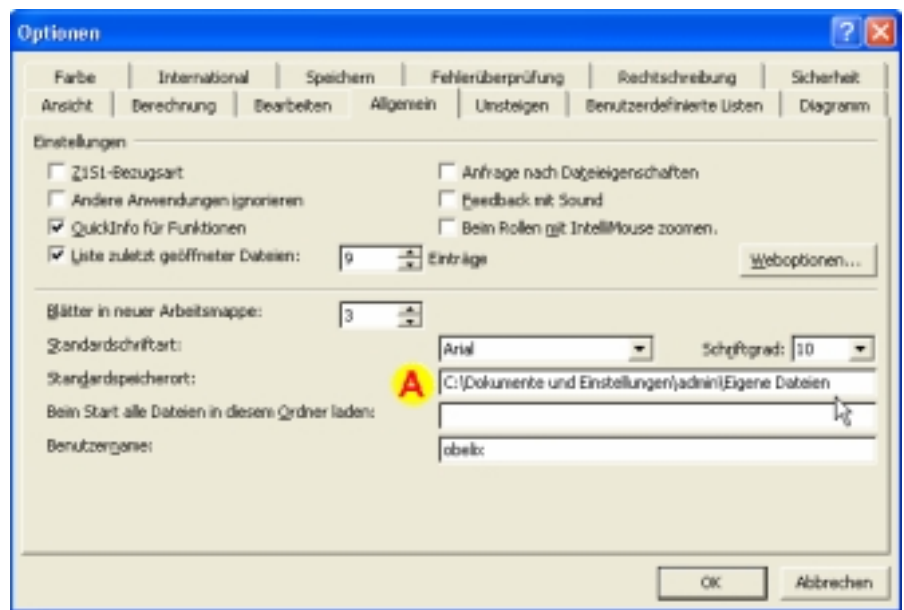 Optionen
Farbe International Speichern Fehlerüberprüfung Rechtschreibung Sicherheit
Ansicht Berechnung Bearbeiten Allgemein Umsteigen Benutzerdefinierte Listen Diagramm
Einstellungen
Z1S1-Bezugsart Anfrage nach Dateieigenschaften
Andere Anwendungen ignorieren Feedback mit Sound
QuickInfo für Funktionen Beim Rollen mit IntelliMouse zoomen.
Liste zuletzt geöffneter Dateien: 9 Einträge Weboptionen...
Blätter in neuer Arbeitsmappe: 3
Standardschriftart: Arial Schriftgrad: 10
Standardspeicherort: A C:\Dokumente und Einstellungen\admin\Eigene Dateien
Beim Start alle Dateien in diesem Ordner laden:
Benutzername: obelix
OK Abbrechen